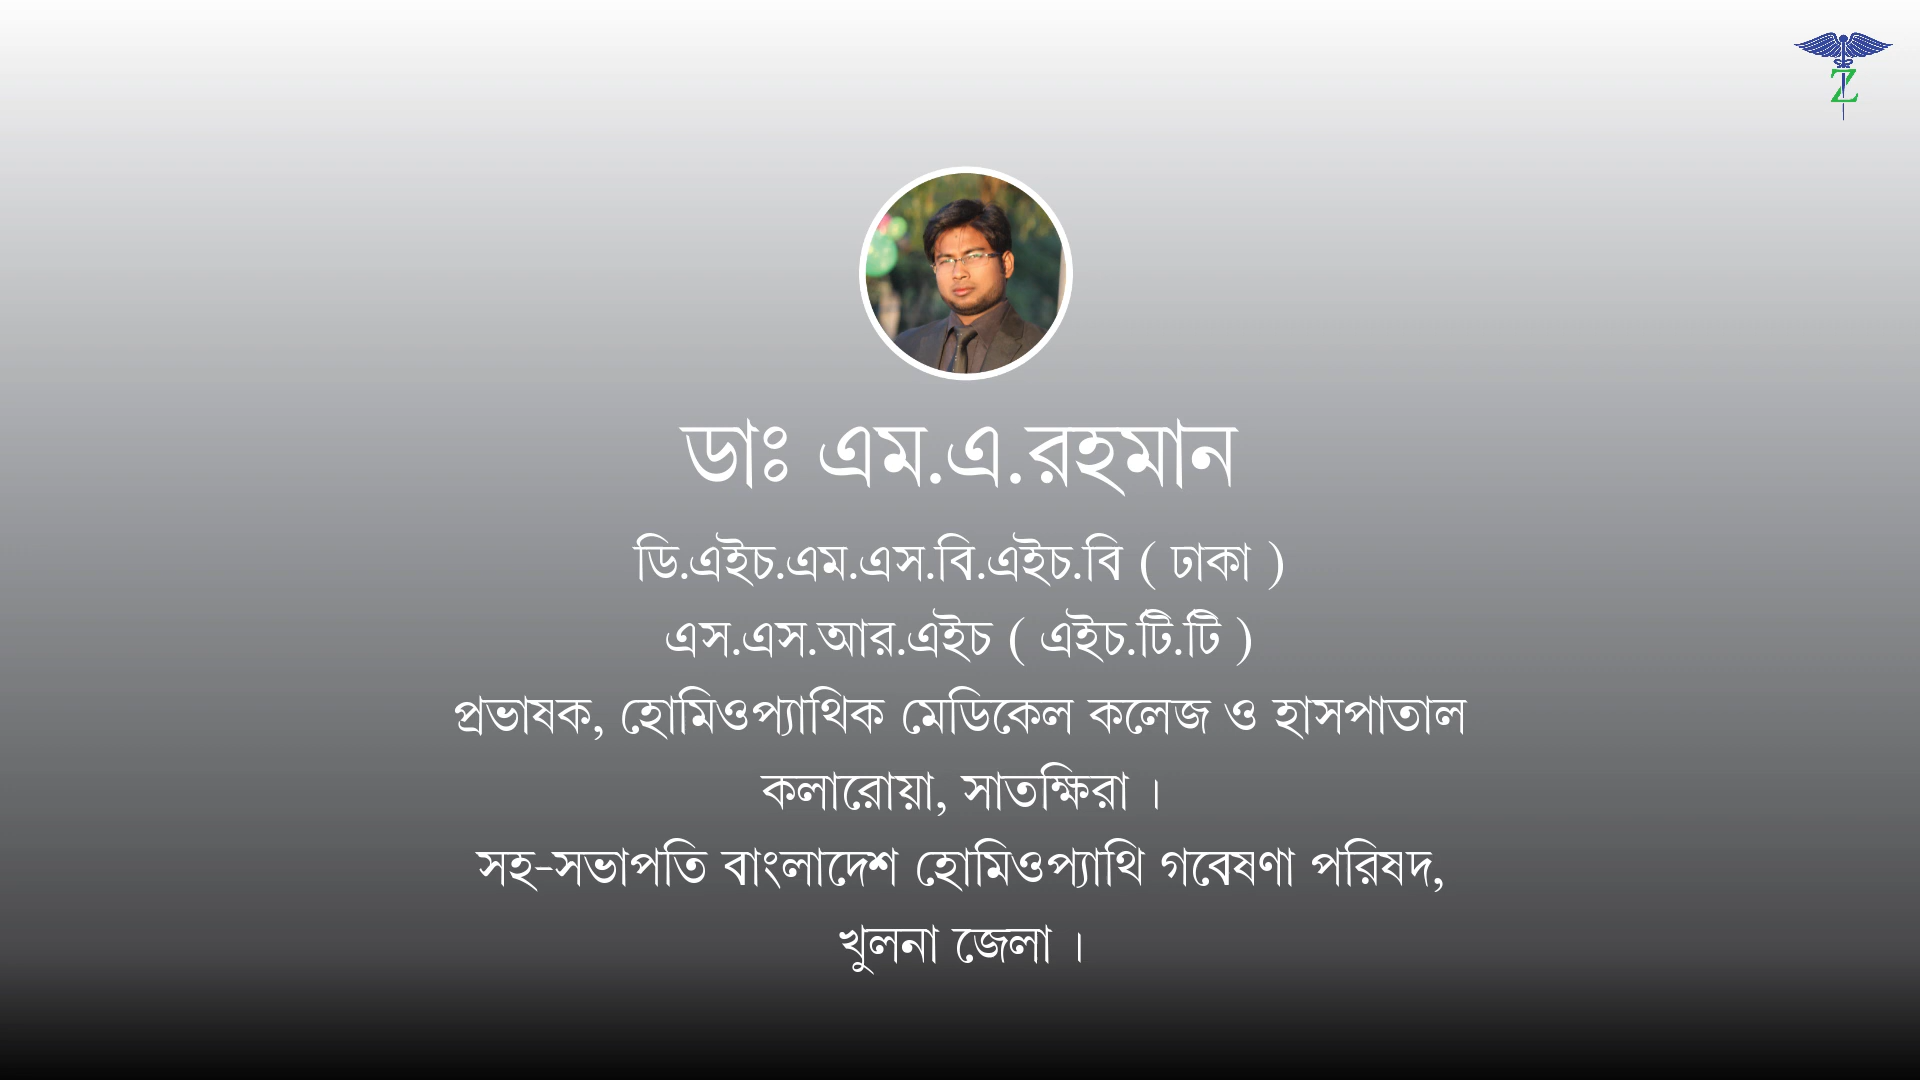 Z
ডাঃ এম.এ.রহমান
ডি.এইচ.এম.এস.বি.এইচ.বি ( ঢাকা )
এস.এস.আর.এইচ ( এইচ.টি.টি )
প্রভাষক, হোমিওপ্যাথিক মেডিকেল কলেজ ও হাসপাতাল
কলারোয়া, সাতক্ষিরা ।
সহ-সভাপতি বাংলাদেশ হোমিওপ্যাথি গবেষণা পরিষদ,
খুলনা জেলা ।